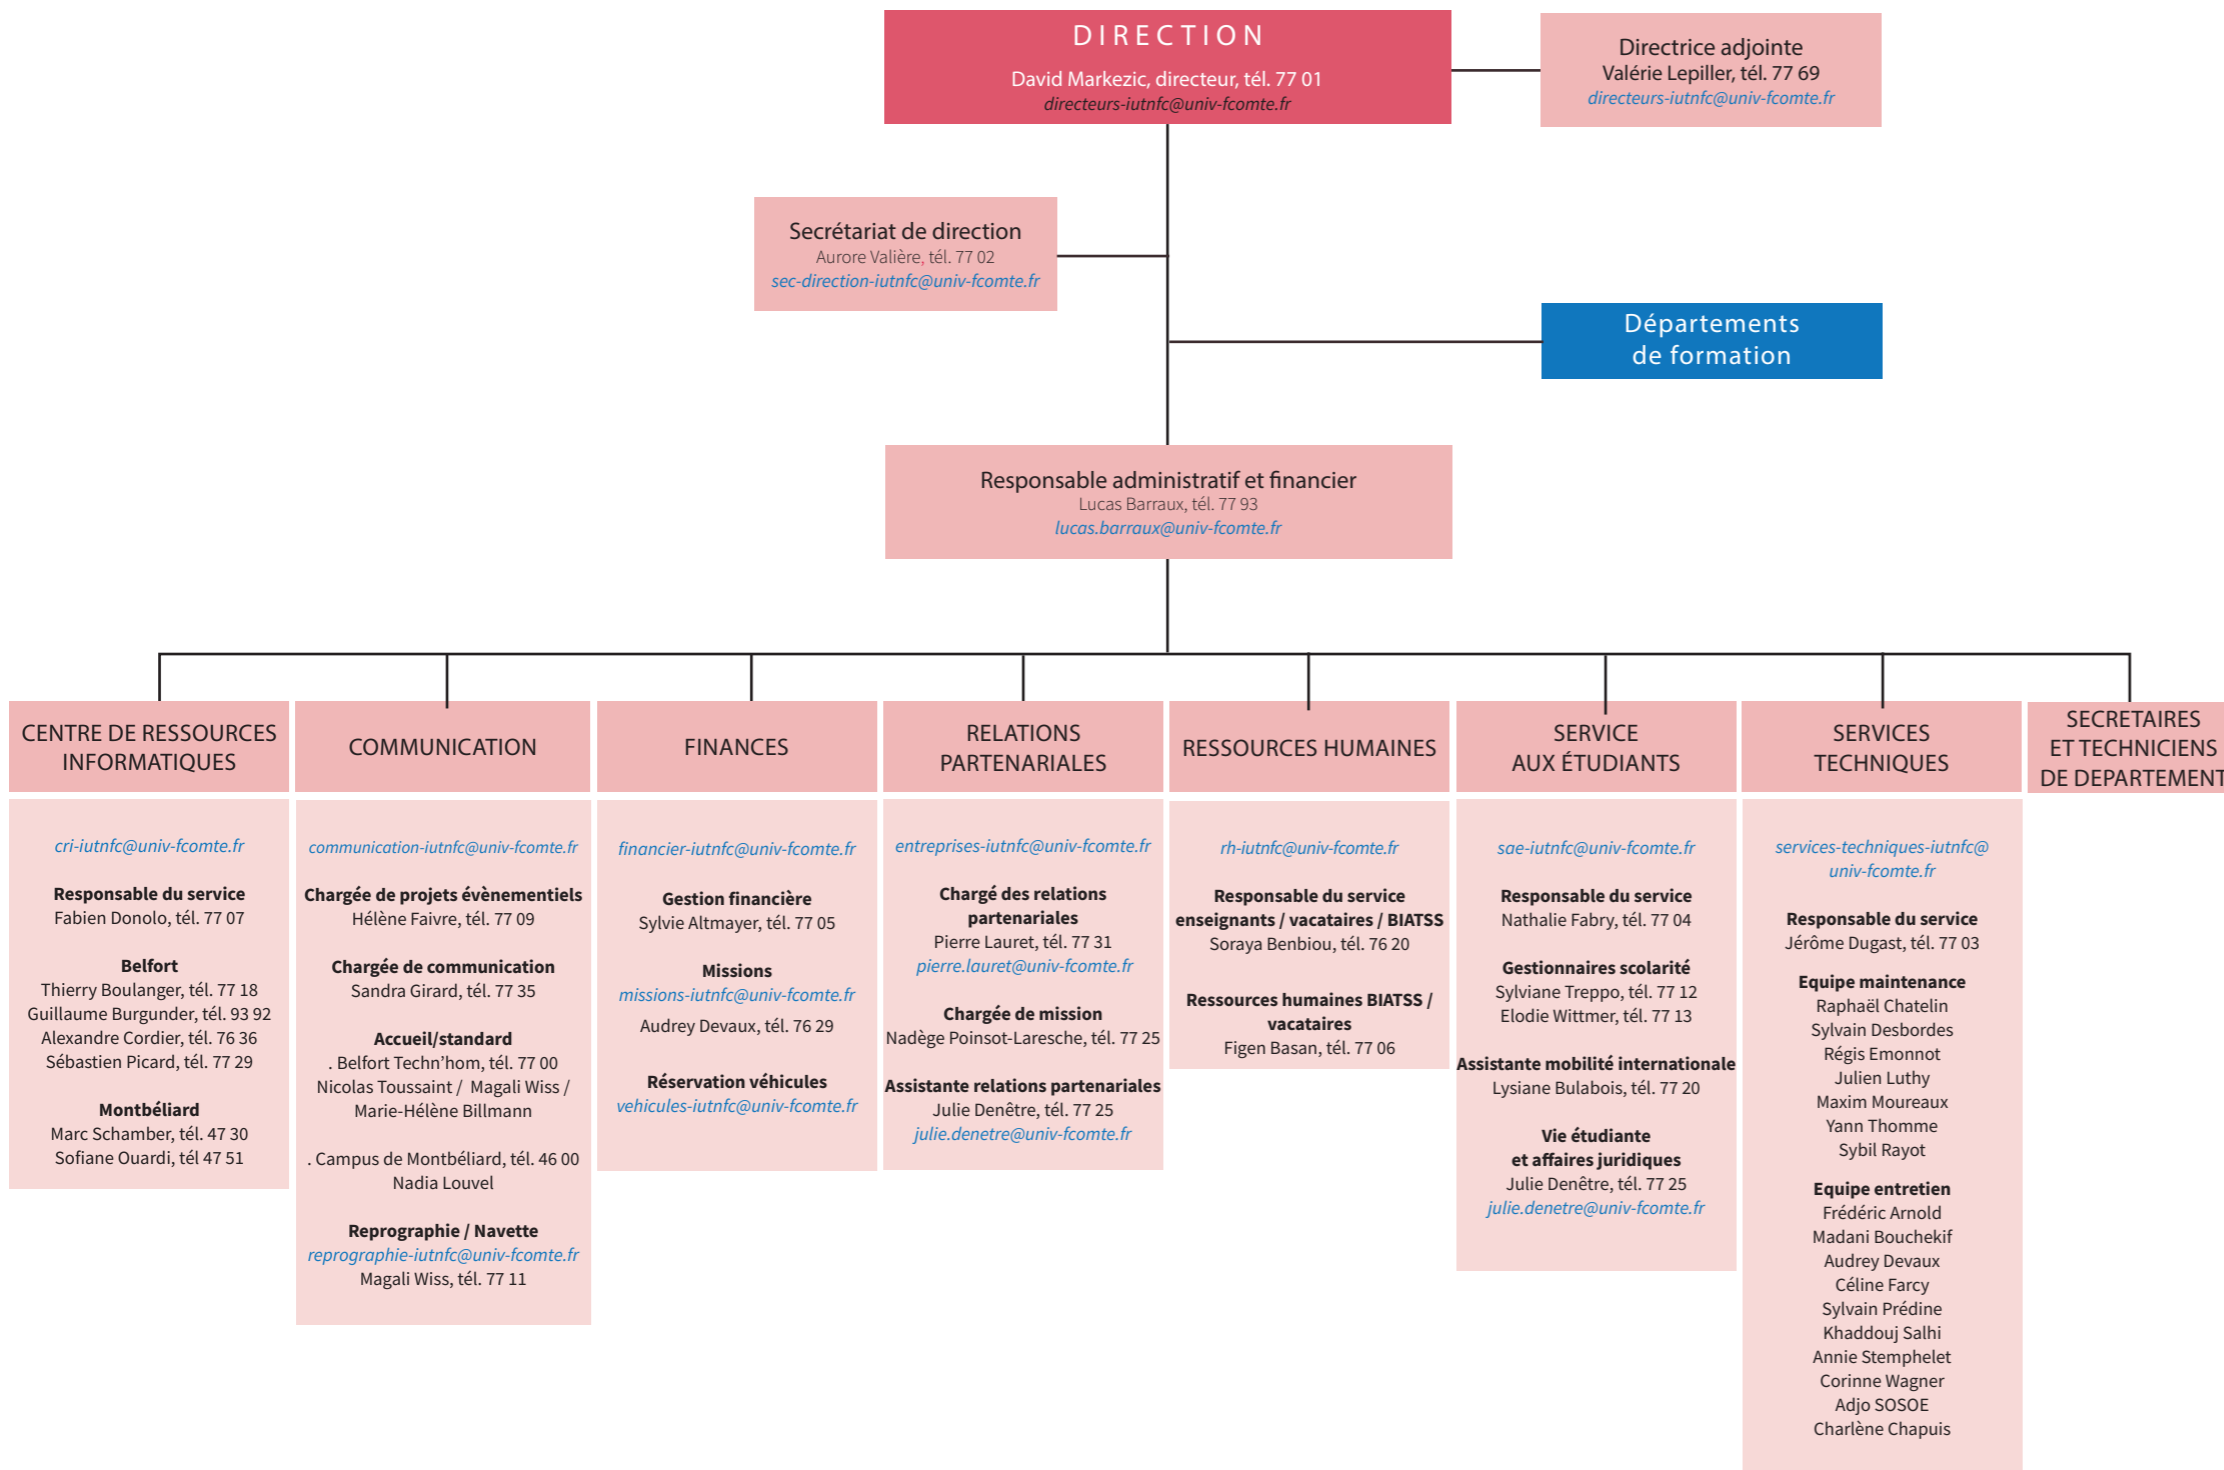 DIRECTION
David Markezic, directeur, tél. 77 01
directeurs-iutnfc@univ-fcomte.fr
Directrice adjointe
Valérie Lepiller, tél. 77 69
directeurs-iutnfc@univ-fcomte.fr
Secrétariat de direction
Aurore Valière, tél. 77 02
sec-direction-iutnfc@univ-fcomte.fr
Départements
de formation
Responsable administratif et financier
Lucas Barraux, tél. 77 93
lucas.barraux@univ-fcomte.fr
CENTRE DE RESSOURCES
INFORMATIQUES
cri-iutnfc@univ-fcomte.fr
Responsable du service
Fabien Donolo, tél. 77 07
Belfort
Thierry Boulanger, tél. 77 18
Guillaume Burgunder, tél. 93 92
Alexandre Cordier, tél. 76 36
Sébastien Picard, tél. 77 29
Montbéliard
Marc Schamber, tél. 47 30
Sofiane Ouardi, tél 47 51
COMMUNICATION
communication-iutnfc@univ-fcomte.fr
Chargée de projets évènementiels
Hélène Faivre, tél. 77 09
Chargée de communication
Sandra Girard, tél. 77 35
Accueil/standard
. Belfort Techn'hom, tél. 77 00
Nicolas Toussaint / Magali Wiss /
Marie-Hélène Billmann
. Campus de Montbéliard, tél. 46 00
Nadia Louvel
Reprographie / Navette
reprographie-iutnfc@univ-fcomte.fr
Magali Wiss, tél. 77 11
FINANCES
financier-iutnfc@univ-fcomte.fr
Gestion financière
Sylvie Altmayer, tél. 77 05
Missions
missions-iutnfc@univ-fcomte.fr
Audrey Devaux, tél. 76 29
Réservation véhicules
vehicules-iutnfc@univ-fcomte.fr
RELATIONS
PARTENARIALES
entreprises-iutnfc@univ-fcomte.fr
Chargé des relations
partenariales
Pierre Lauret, tél. 77 31
pierre.lauret@univ-fcomte.fr
Chargée de mission
Nadège Poinsot-Laresche, tél. 77 25
Assistante relations partenariales
Julie Denêtre, tél. 77 25
julie.denetre@univ-fcomte.fr
RESSOURCES HUMAINES
rh-iutnfc@univ-fcomte.fr
Responsable du service
enseignants / vacataires / BIATSS
Soraya Benbiou, tél. 76 20
Ressources humaines BIATSS /
vacataires
Figen Basan, tél. 77 06
SERVICE
AUX ÉTUDIANTS
sae-iutnfc@univ-fcomte.fr
Responsable du service
Nathalie Fabry, tél. 77 04
Gestionnaires scolarité
Sylviane Treppo, tél. 77 12
Elodie Wittmer, tél. 77 13
Assistante mobilité internationale
Lysiane Bulabois, tél. 77 20
Vie étudiante
et affaires juridiques
Julie Denêtre, tél. 77 25
julie.denetre@univ-fcomte.fr
SERVICES
TECHNIQUES
services-techniques-iutnfc@
univ-fcomte.fr
Responsable du service
Jérôme Dugast, tél. 77 03
Equipe maintenance
Raphaël Chatelin
Sylvain Desbordes
Régis Emonnot
Julien Luthy
Maxim Moureaux
Yann Thomme
Sybil Rayot
Equipe entretien
Frédéric Arnold
Madani Bouchekif
Audrey Devaux
Céline Farcy
Sylvain Prédine
Khaddouj Salhi
Annie Stemphelet
Corinne Wagner
Adjo SOSOE
Charlène Chapuis
SECRETAIRES
ET TECHNICIENS
DE DEPARTEMENT